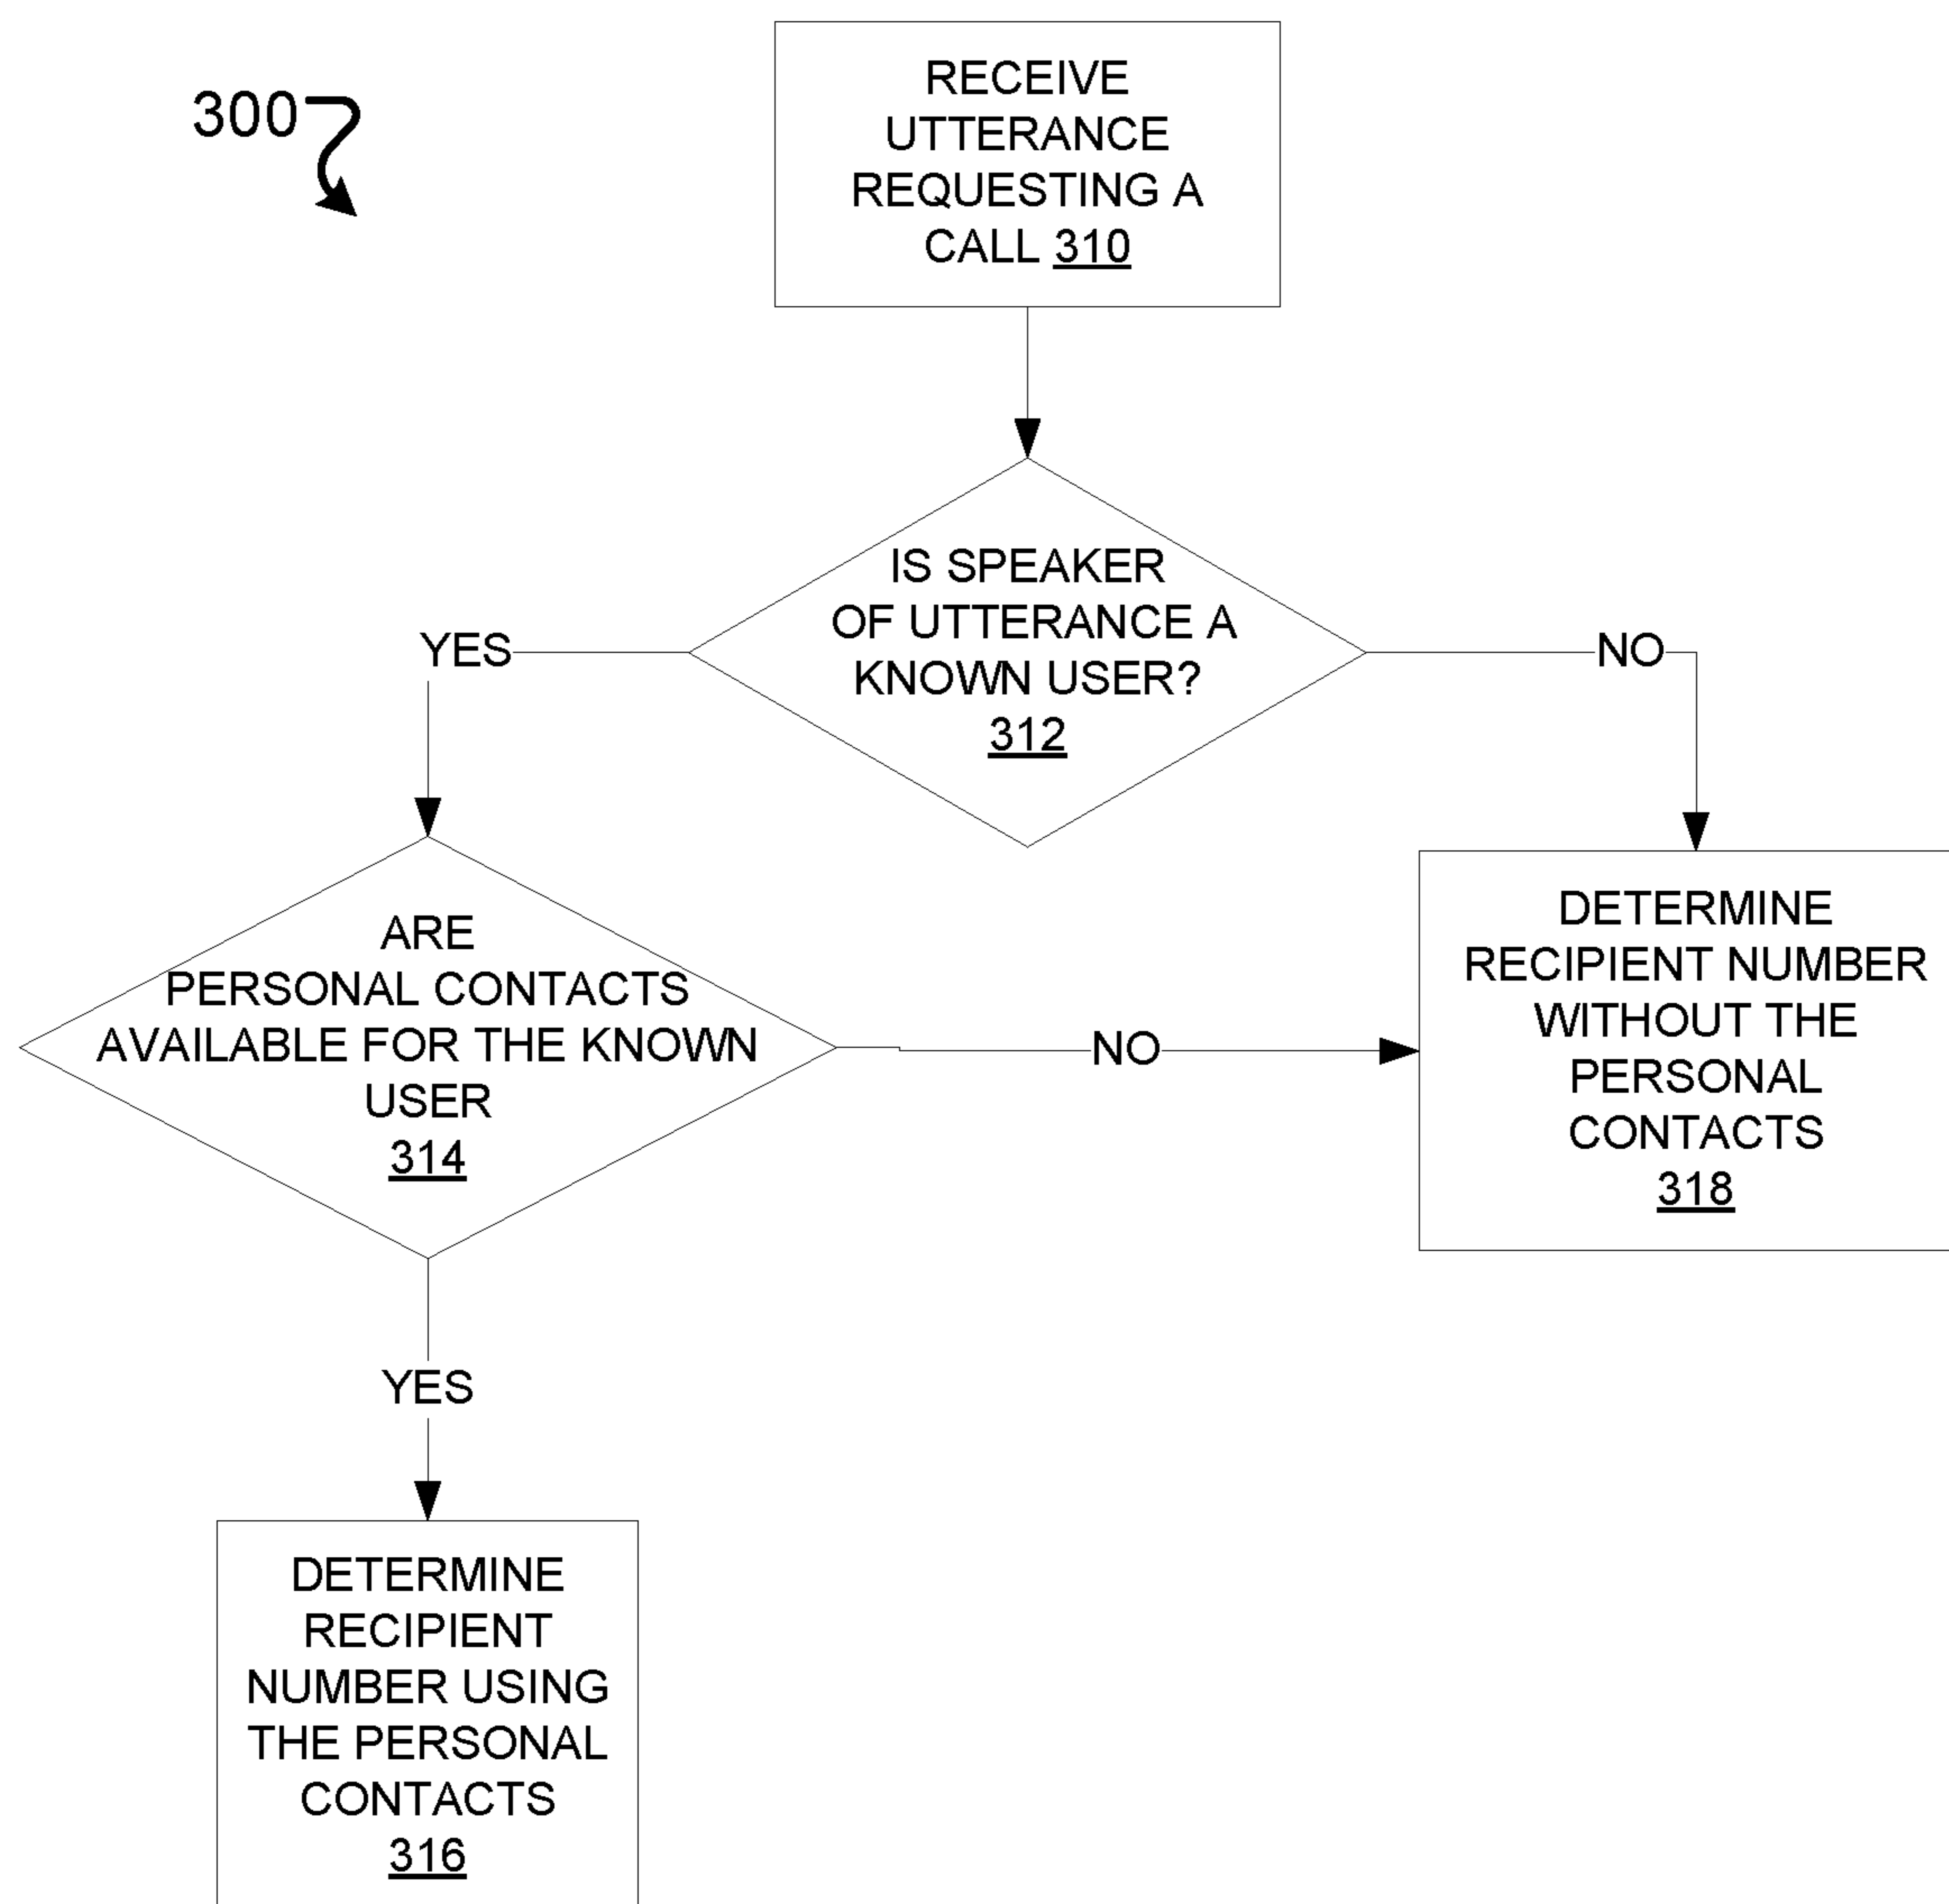 300
RECEIVE
UTTERANCE
REQUESTING A
CALL 310
IS SPEAKER
OF UTTERANCE A
KNOWN USER?
312
YES
NO
ARE
PERSONAL CONTACTS
AVAILABLE FOR THE KNOWN
USER
314
NO
DETERMINE
RECIPIENT NUMBER
WITHOUT THE
PERSONAL
CONTACTS
318
YES
DETERMINE
RECIPIENT
NUMBER USING
THE PERSONAL
CONTACTS
316